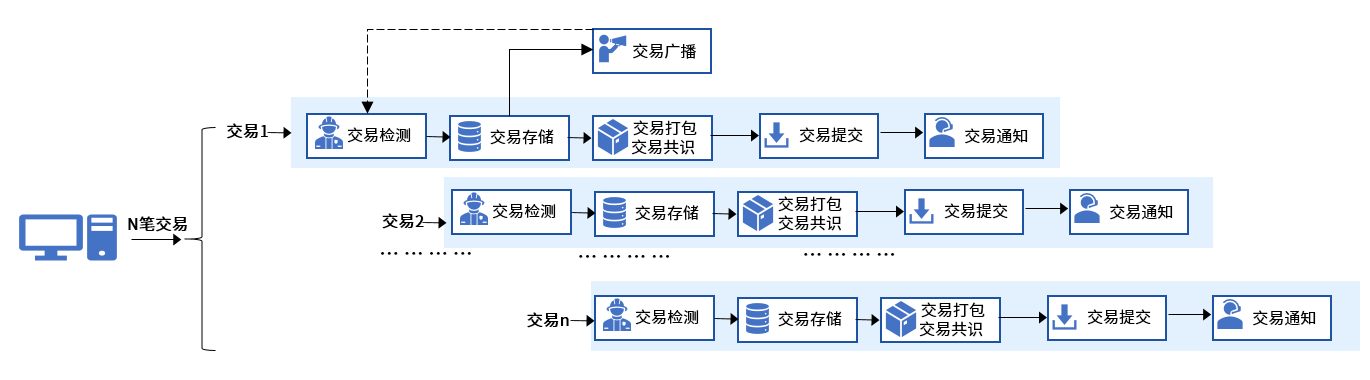 交易广播
交易1
交易检测
交易存储
交易打包
交易共识
交易提交
交易通知
N笔交易
交易2
交易检测
交易存储
交易打包
交易共识
交易提交
交易通知
… … … …
… … … …
… … … …
交易n
交易检测
交易存储
交易打包
交易共识
交易提交
交易通知